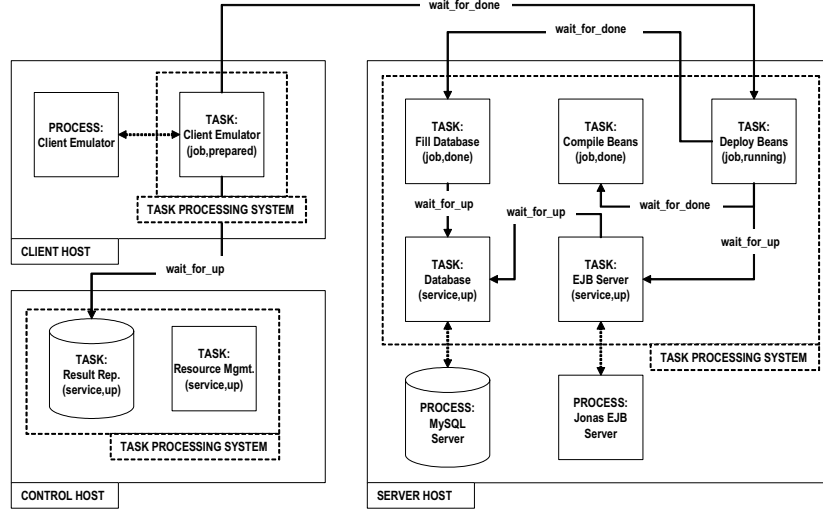 wait_for_done
wait_for_done
PROCESS:
Client Emulator
TASK:
Client Emulator
(job,prepared)
TASK PROCESSING SYSTEM
CLIENT HOST
wait_for_up
TASK:
Result Rep.
(service,up)
TASK:
Resource Mgmt.
(service,up)
TASK PROCESSING SYSTEM
CONTROL HOST
TASK:
Fill Database
(job,done)
TASK:
Compile Beans
(job,done)
TASK:
Deploy Beans
(job,running)
wait_for_up
wait_for_up
wait_for_done
wait_for_up
TASK:
Database
(service,up)
TASK:
EJB Server
(service,up)
TASK PROCESSING SYSTEM
PROCESS:
MySQL
Server
PROCESS:
Jonas EJB
Server
SERVER HOST